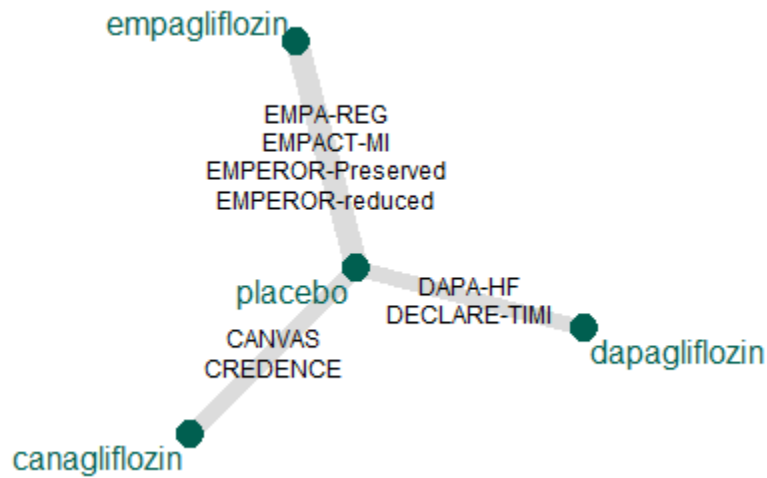 empagliflozin
EMPA-REG
EMPACT-MI
EMPEROR-Preserved
EMPEROR-reduced
placebo
DAPA-HF
DECLARE-TIMI
dapagliflozin
CANVAS
CREDENCE
canagliflozin